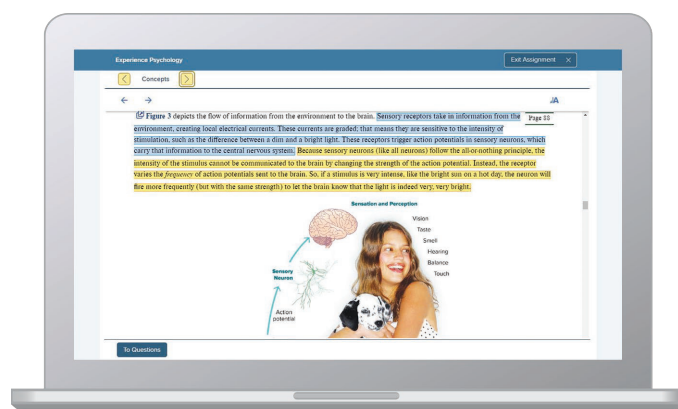 Experience Psychology
Exit Assignment ×
Concepts
Figure 3 depicts the flow of information from the environment to the brain. Sensory receptors take in information from the
Page 88
environment, creating local electrical currents. These currents are graded; that means they are sensitive to the intensity of
stimulation, such as the difference between a dim and a bright light. These receptors trigger action potentials in sensory neurons, which
carry that information to the central nervous system. Because sensory neurons (like all neurons) follow the all-or-nothing principle, the
intensity of the stimulus cannot be communicated to the brain by changing the strength of the action potential. Instead, the receptor
varies the frequency of action potentials sent to the brain. So, if a stimulus is very intense, like the bright sun on a hot day, the neuron will
fire more frequently (but with the same strength) to let the brain know that the light is indeed very, very bright.
Sensation and Perception
Vision
Taste
Smell
Hearing
Balance
Touch
Sensory
Neuron
Action
potential
To Questions